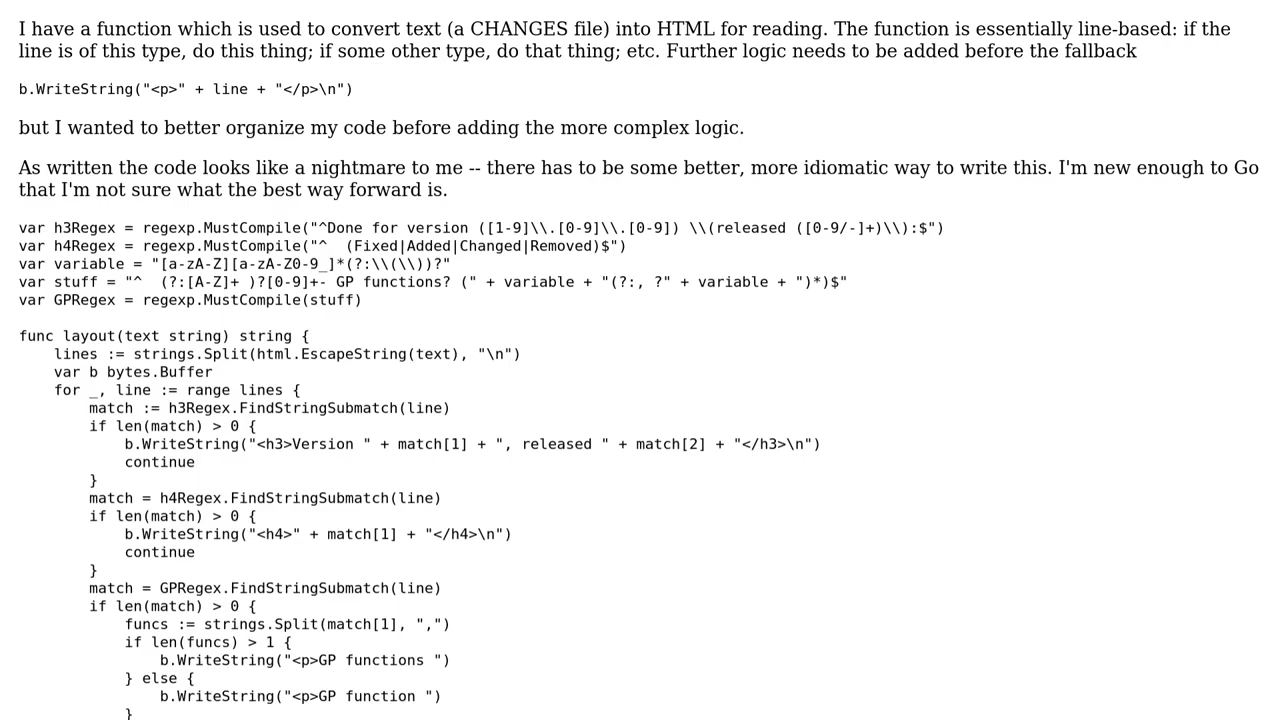 I have a function which is used to convert text (a CHANGES file) into HTML for reading. The function is essentially line-based: if the
line is of this type, do this thing; if some other type, do that thing; etc. Further logic needs to be added before the fallback
b.WriteString("<p>" + line + "</p>\n")
but I wanted to better organize my code before adding the more complex logic.
As written the code looks like a nightmare to me -- there has to be some better, more idiomatic way to write this. I'm new enough to Go
that I'm not sure what the best way forward is.
var h3Regex = regexp.MustCompile("^Done for version ([1-9]\\.[0-9]\\.[0-9]) \\(released ([0-9/-]+)\\):$")
var h4Regex = regexp.MustCompile("^  (Fixed|Added|Changed|Removed)$")
var variable = "[a-zA-Z][a-zA-Z0-9_]*(?:\\(\\))?"
var stuff = "^  (?:[A-Z]+ )?[0-9]+- GP functions? (" + variable + "(?:, ?" + variable + ")*)$"
var GPRegex = regexp.MustCompile(stuff)
func layout(text string) string {
    lines := strings.Split(html.EscapeString(text), "\n")
    var b bytes.Buffer
    for _, line := range lines {
        match := h3Regex.FindStringSubmatch(line)
        if len(match) > 0 {
            b.WriteString("<h3>Version " + match[1] + ", released " + match[2] + "</h3>\n")
            continue
        }
        match = h4Regex.FindStringSubmatch(line)
        if len(match) > 0 {
            b.WriteString("<h4>" + match[1] + "</h4>\n")
            continue
        }
        match = GPRegex.FindStringSubmatch(line)
        if len(match) > 0 {
            funcs := strings.Split(match[1], ",")
            if len(funcs) > 1 {
                b.WriteString("<p>GP functions ")
            } else {
                b.WriteString("<p>GP function ")
            }